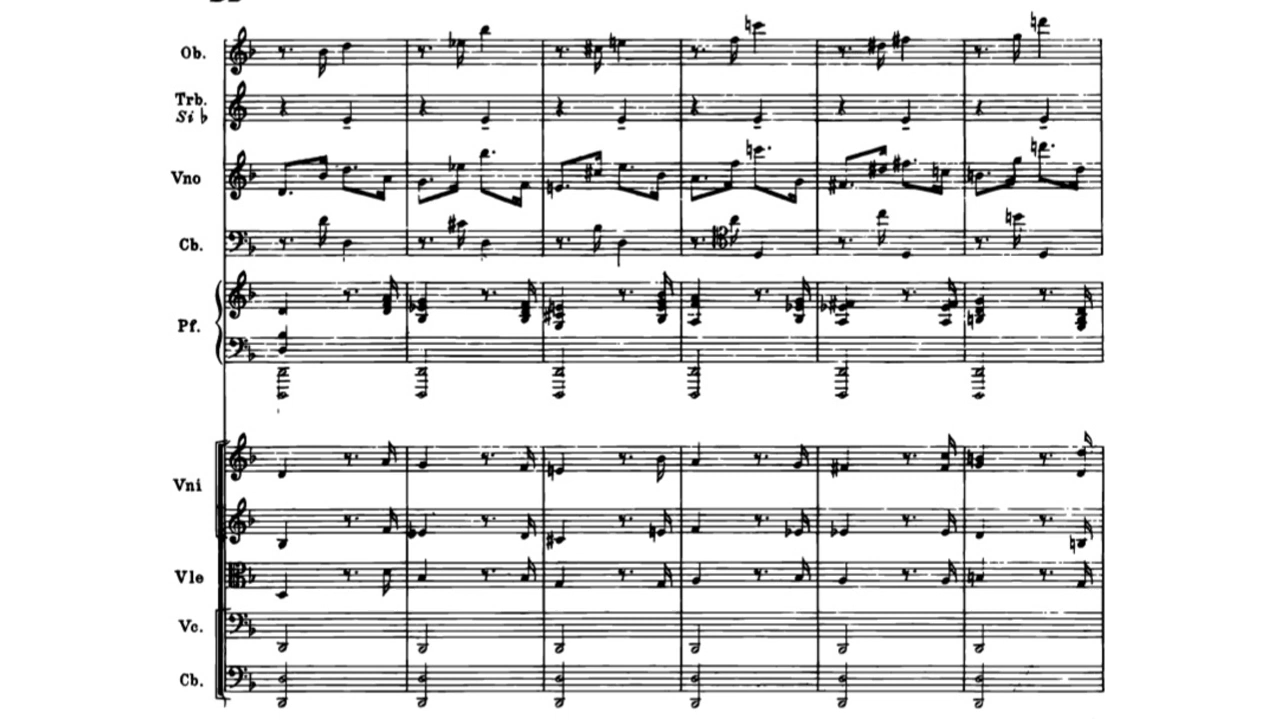 Ob.
Trb.
Si ♭
Vno
Cb.
Pf.
Vni
Vle
Vc.
Cb.